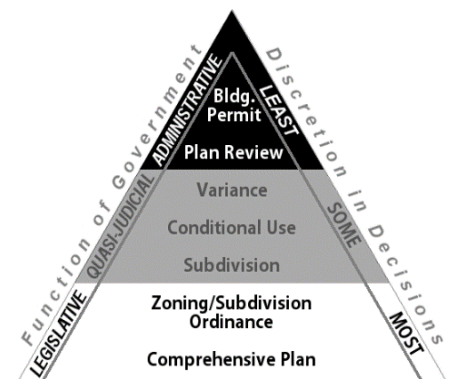 Function of Government
Discretion in Decisions
ADMINISTRATIVE
LEAST
Bldg.
Permit
Plan Review
QUASI-JUDICIAL
SOME
Variance
Conditional Use
Subdivision
LEGISLATIVE
MOST
Zoning/Subdivision
Ordinance
Comprehensive Plan